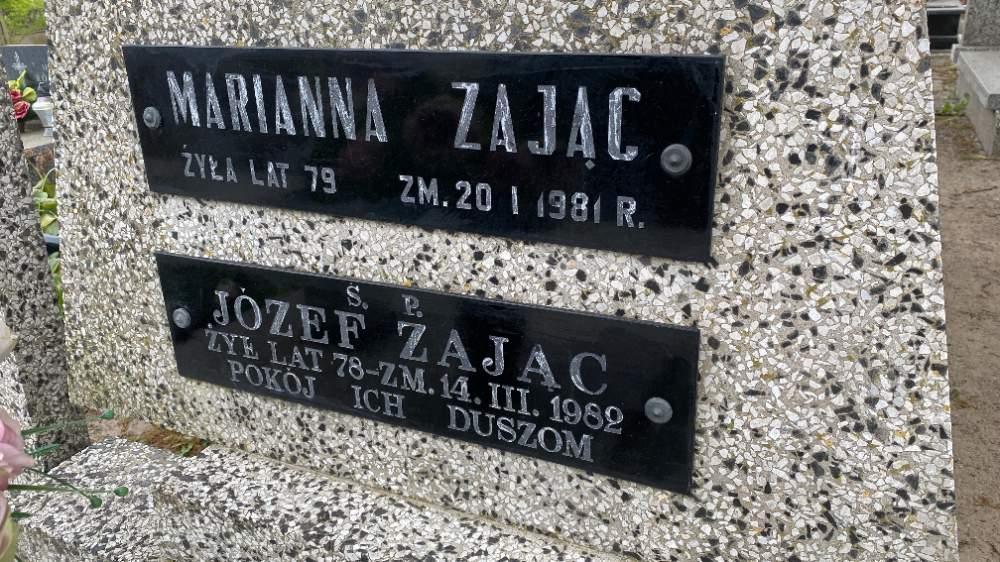 MARIANNA ZAJĄC
ŻYŁA LAT 79 ZM. 20 I 1981 R.
Ś. P.
JÓZEF ZAJĄC
ŻYŁ LAT 78-ZM. 14. III. 1982
POKÓJ ICH DUSZOM